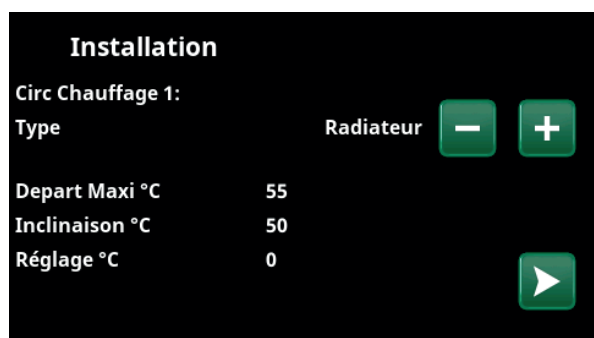 Installation
Circ Chauffage 1:
Type Radiateur
Depart Maxi °C 55
Inclinaison °C 50
Réglage °C 0